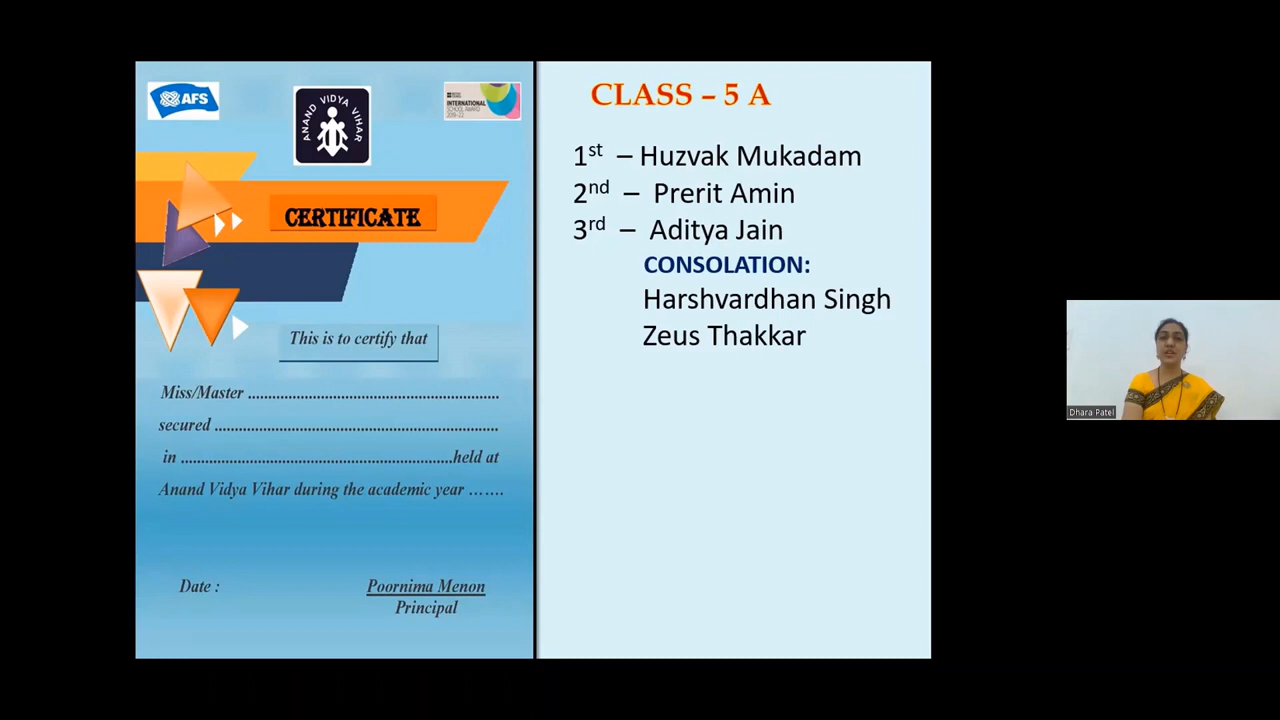 AFS
ANAND VIDYA VIHAR
INTERNATIONAL
SCHOOL AWARD
2019-22
CERTIFICATE
This is to certify that
Miss/Master ..............................................................
secured ......................................................................
in ...................................................................held at
Anand Vidya Vihar during the academic year …….
Date :
Poornima Menon
Principal
CLASS – 5 A
1st – Huzvak Mukadam
2nd – Prerit Amin
3rd – Aditya Jain
CONSOLATION:
Harshvardhan Singh
Zeus Thakkar
Dhara Patel